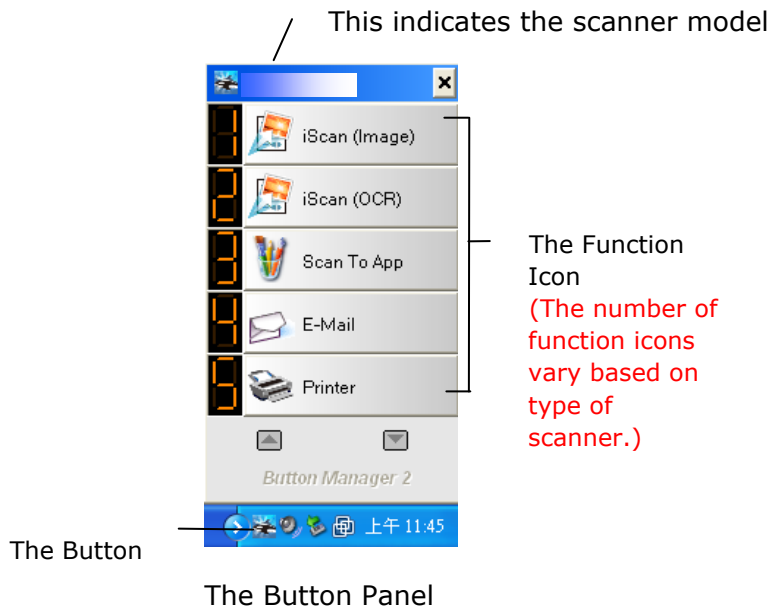 This indicates the scanner model
1 iScan (Image)
2 iScan (OCR)
3 Scan To App
4 E-Mail
5 Printer
The Function
Icon
(The number of
function icons
vary based on
type of
scanner.)
Button Manager 2
上午 11:45
The Button
The Button Panel